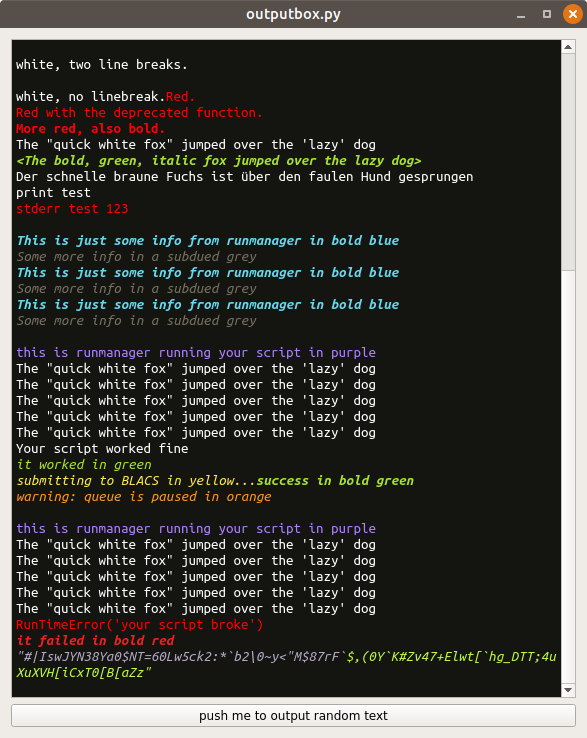 outputbox.py
white, two line breaks.
white, no linebreak.Red.
Red with the deprecated function.
More red, also bold.
The "quick white fox" jumped over the 'lazy' dog
<The bold, green, italic fox jumped over the lazy dog>
Der schnelle braune Fuchs ist über den faulen Hund gesprungen
print test
stderr test 123
This is just some info from runmanager in bold blue
Some more info in a subdued grey
This is just some info from runmanager in bold blue
Some more info in a subdued grey
This is just some info from runmanager in bold blue
Some more info in a subdued grey
this is runmanager running your script in purple
The "quick white fox" jumped over the 'lazy' dog
The "quick white fox" jumped over the 'lazy' dog
The "quick white fox" jumped over the 'lazy' dog
The "quick white fox" jumped over the 'lazy' dog
The "quick white fox" jumped over the 'lazy' dog
Your script worked fine
it worked in green
submitting to BLACS in yellow...success in bold green
warning: queue is paused in orange
this is runmanager running your script in purple
The "quick white fox" jumped over the 'lazy' dog
The "quick white fox" jumped over the 'lazy' dog
The "quick white fox" jumped over the 'lazy' dog
The "quick white fox" jumped over the 'lazy' dog
The "quick white fox" jumped over the 'lazy' dog
RunTimeError('your script broke')
it failed in bold red
"#|IswJYN38Ya0$NT=60Lw5ck2:*`b2\0~y<"M$87rF`$,(0Y`K#Zv47+Elwt[`hg_DTT;4u
XuXVH[iCxT0[B[aZz"
push me to output random text